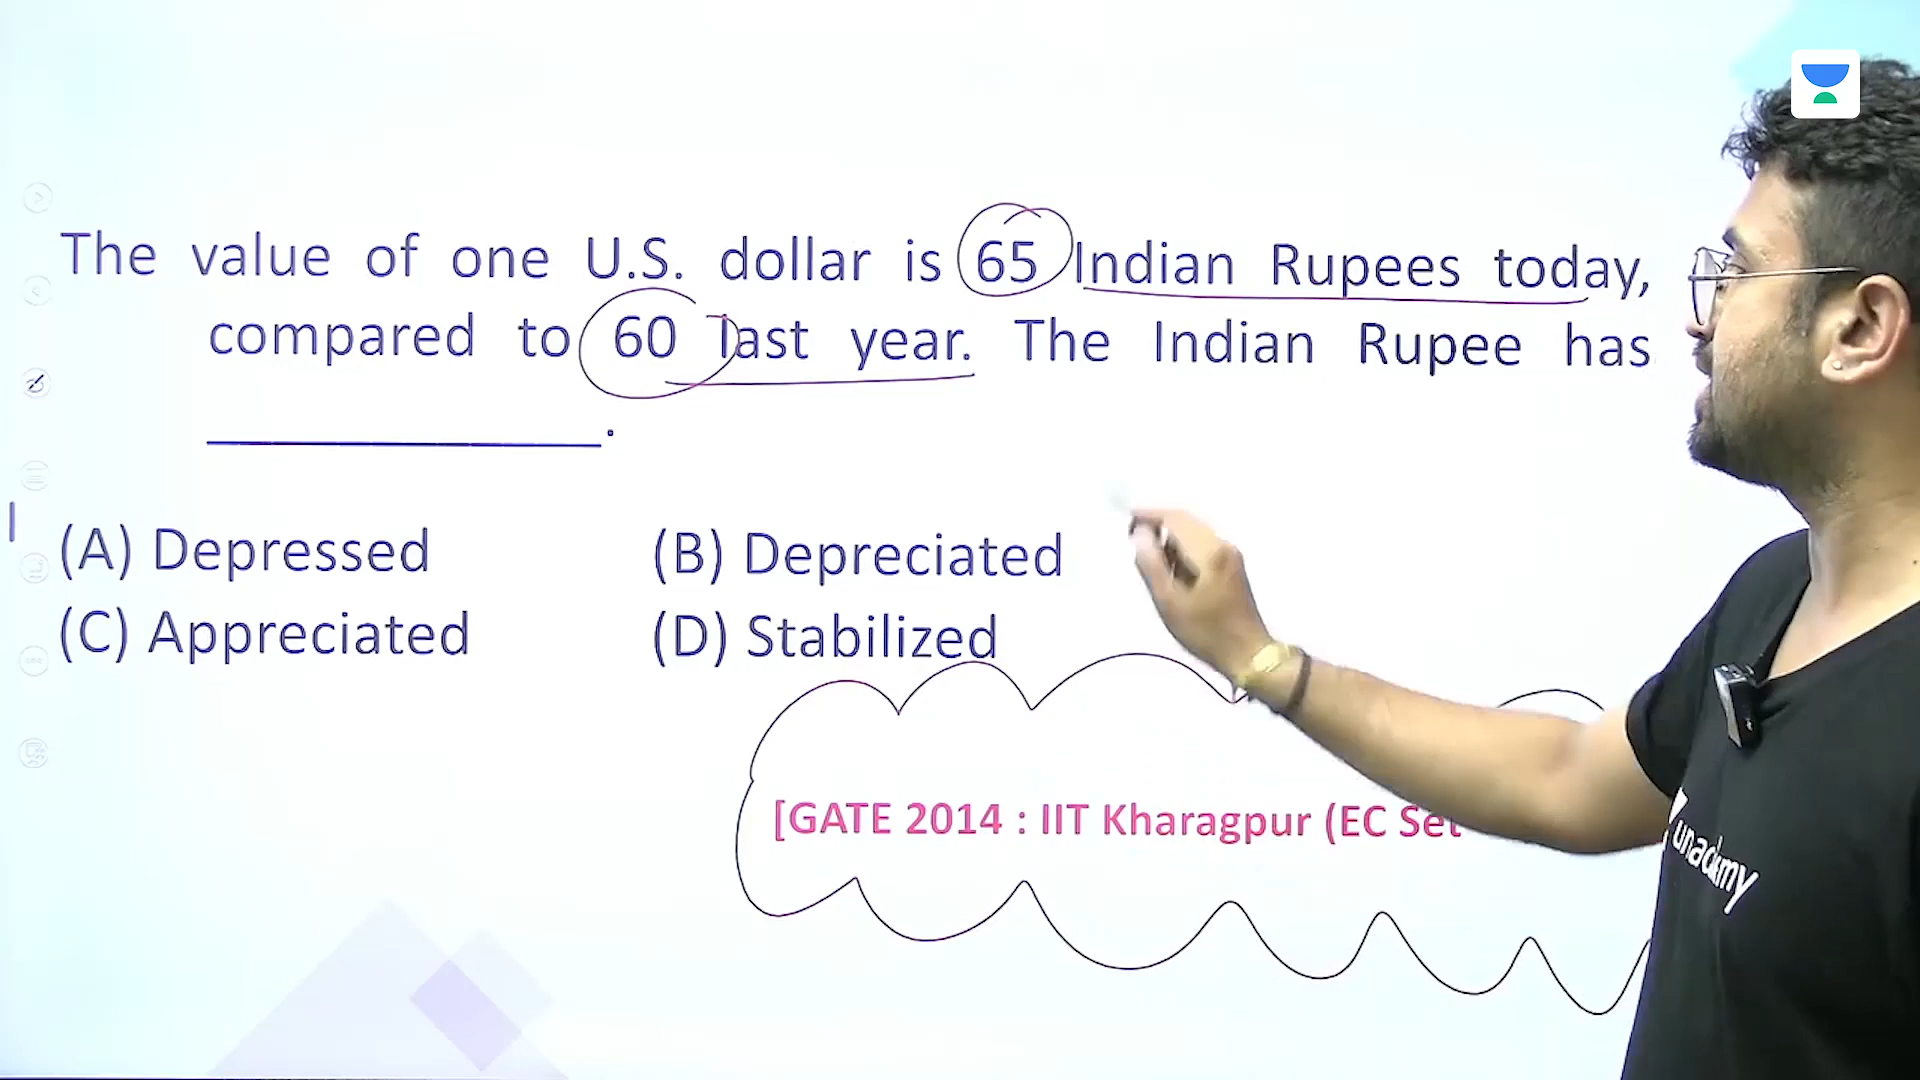 The value of one U.S. dollar is 65 Indian Rupees today,
compared to 60 last year. The Indian Rupee has
____________.
(A) Depressed (B) Depreciated
(C) Appreciated (D) Stabilized
[GATE 2014 : IIT Kharagpur (EC Set
unacademy